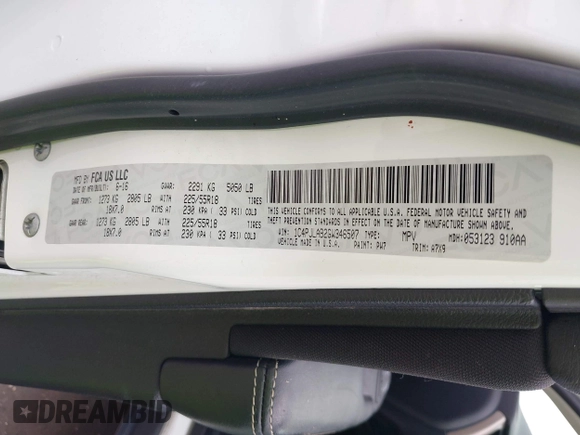 MFD BY FCA US LLC
DATE OF MFR/BUILT: 6-16 GVWR: 2291 KG 5050 LB
GAWR FRONT: 1273 KG 2805 LB WITH 225/55R18 TIRES
18X7.0 RIMS AT 230 KPA ( 33 PSI) COLD
GAWR REAR: 1273 KG 2805 LB WITH 225/55R18 TIRES
18X7.0 RIMS AT 230 KPA ( 33 PSI) COLD
THIS VEHICLE CONFORMS TO ALL APPLICABLE U.S.A. FEDERAL MOTOR VEHICLE SAFETY AND
THEFT PREVENTION STANDARDS IN EFFECT ON THE DATE OF MANUFACTURE SHOWN ABOVE.
VIN: TYPE: MPV MDH: 053123 910AA
VEHICLE MADE IN U.S.A. PAINT: PW7 TRIM: A7X9
DREAMBID